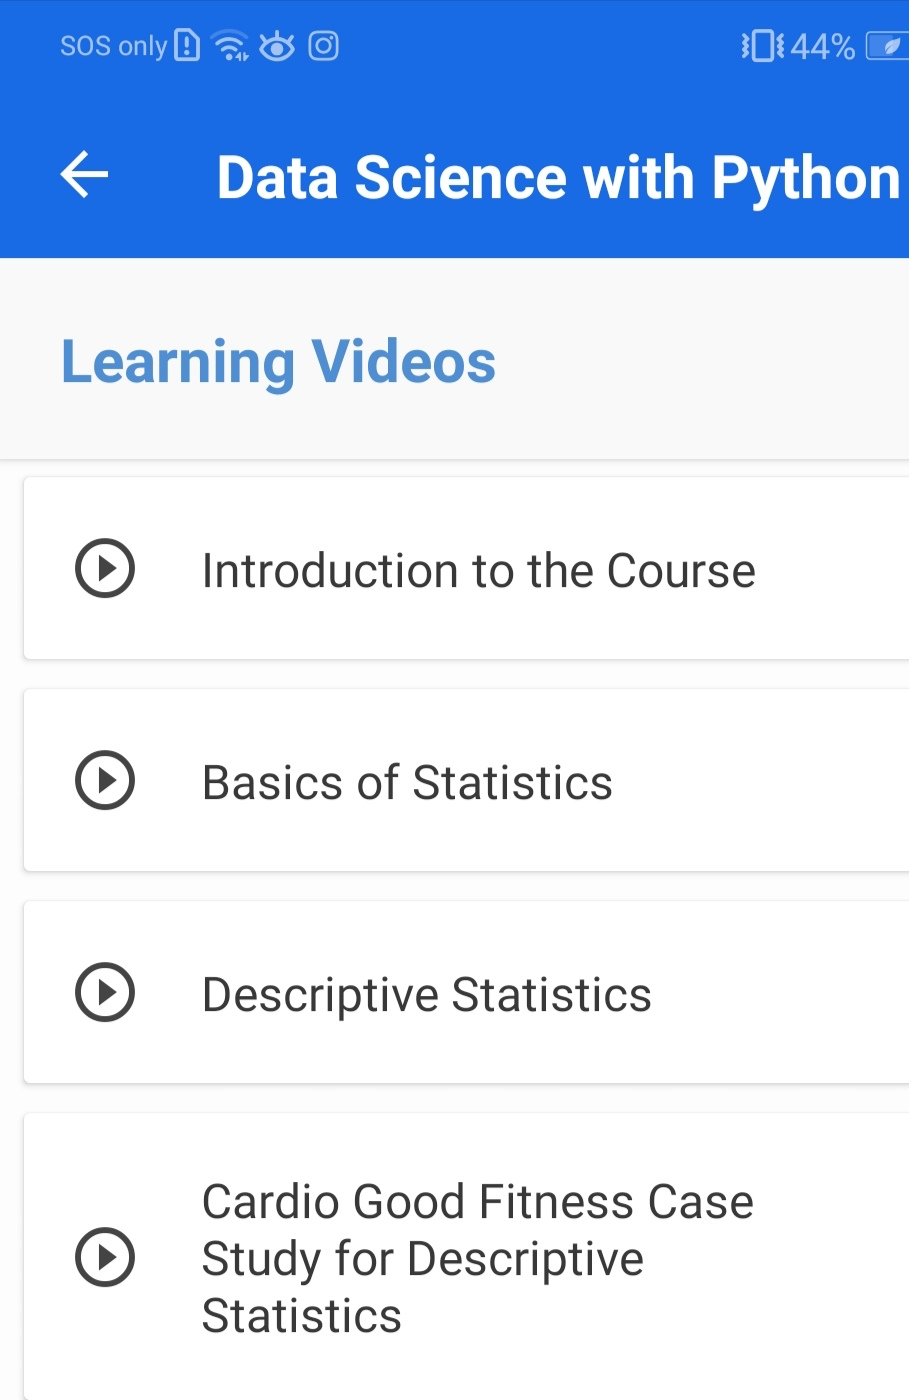 SOS only 44%
Data Science with Python
Learning Videos
Introduction to the Course
Basics of Statistics
Descriptive Statistics
Cardio Good Fitness Case
Study for Descriptive
Statistics